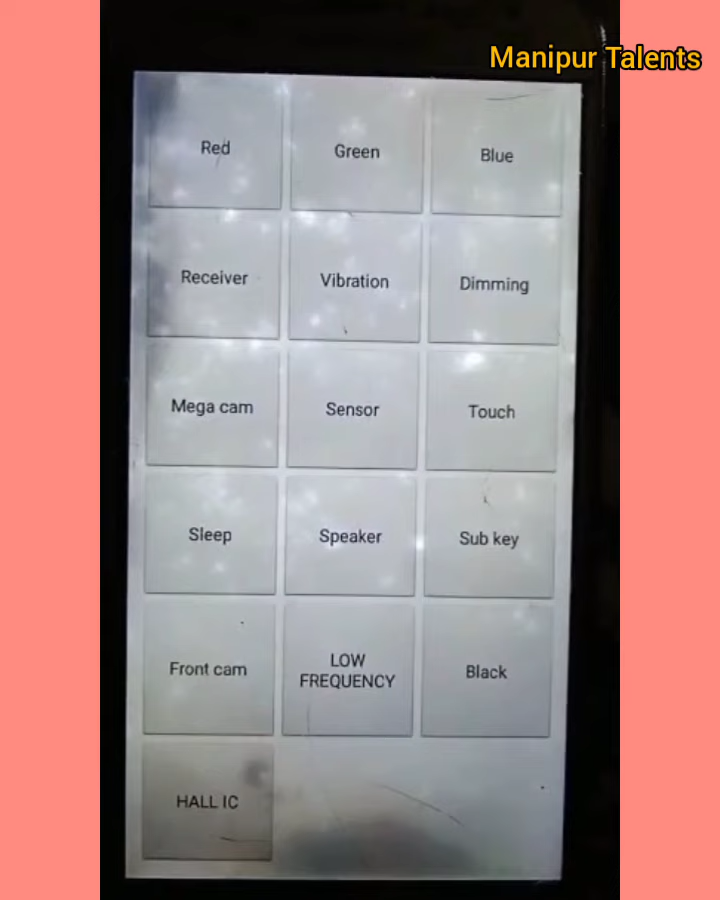 Manipur Talents
Red
Green
Blue
Receiver
Vibration
Dimming
Mega cam
Sensor
Touch
Sleep
Speaker
Sub key
Front cam
LOW
FREQUENCY
Black
HALL IC